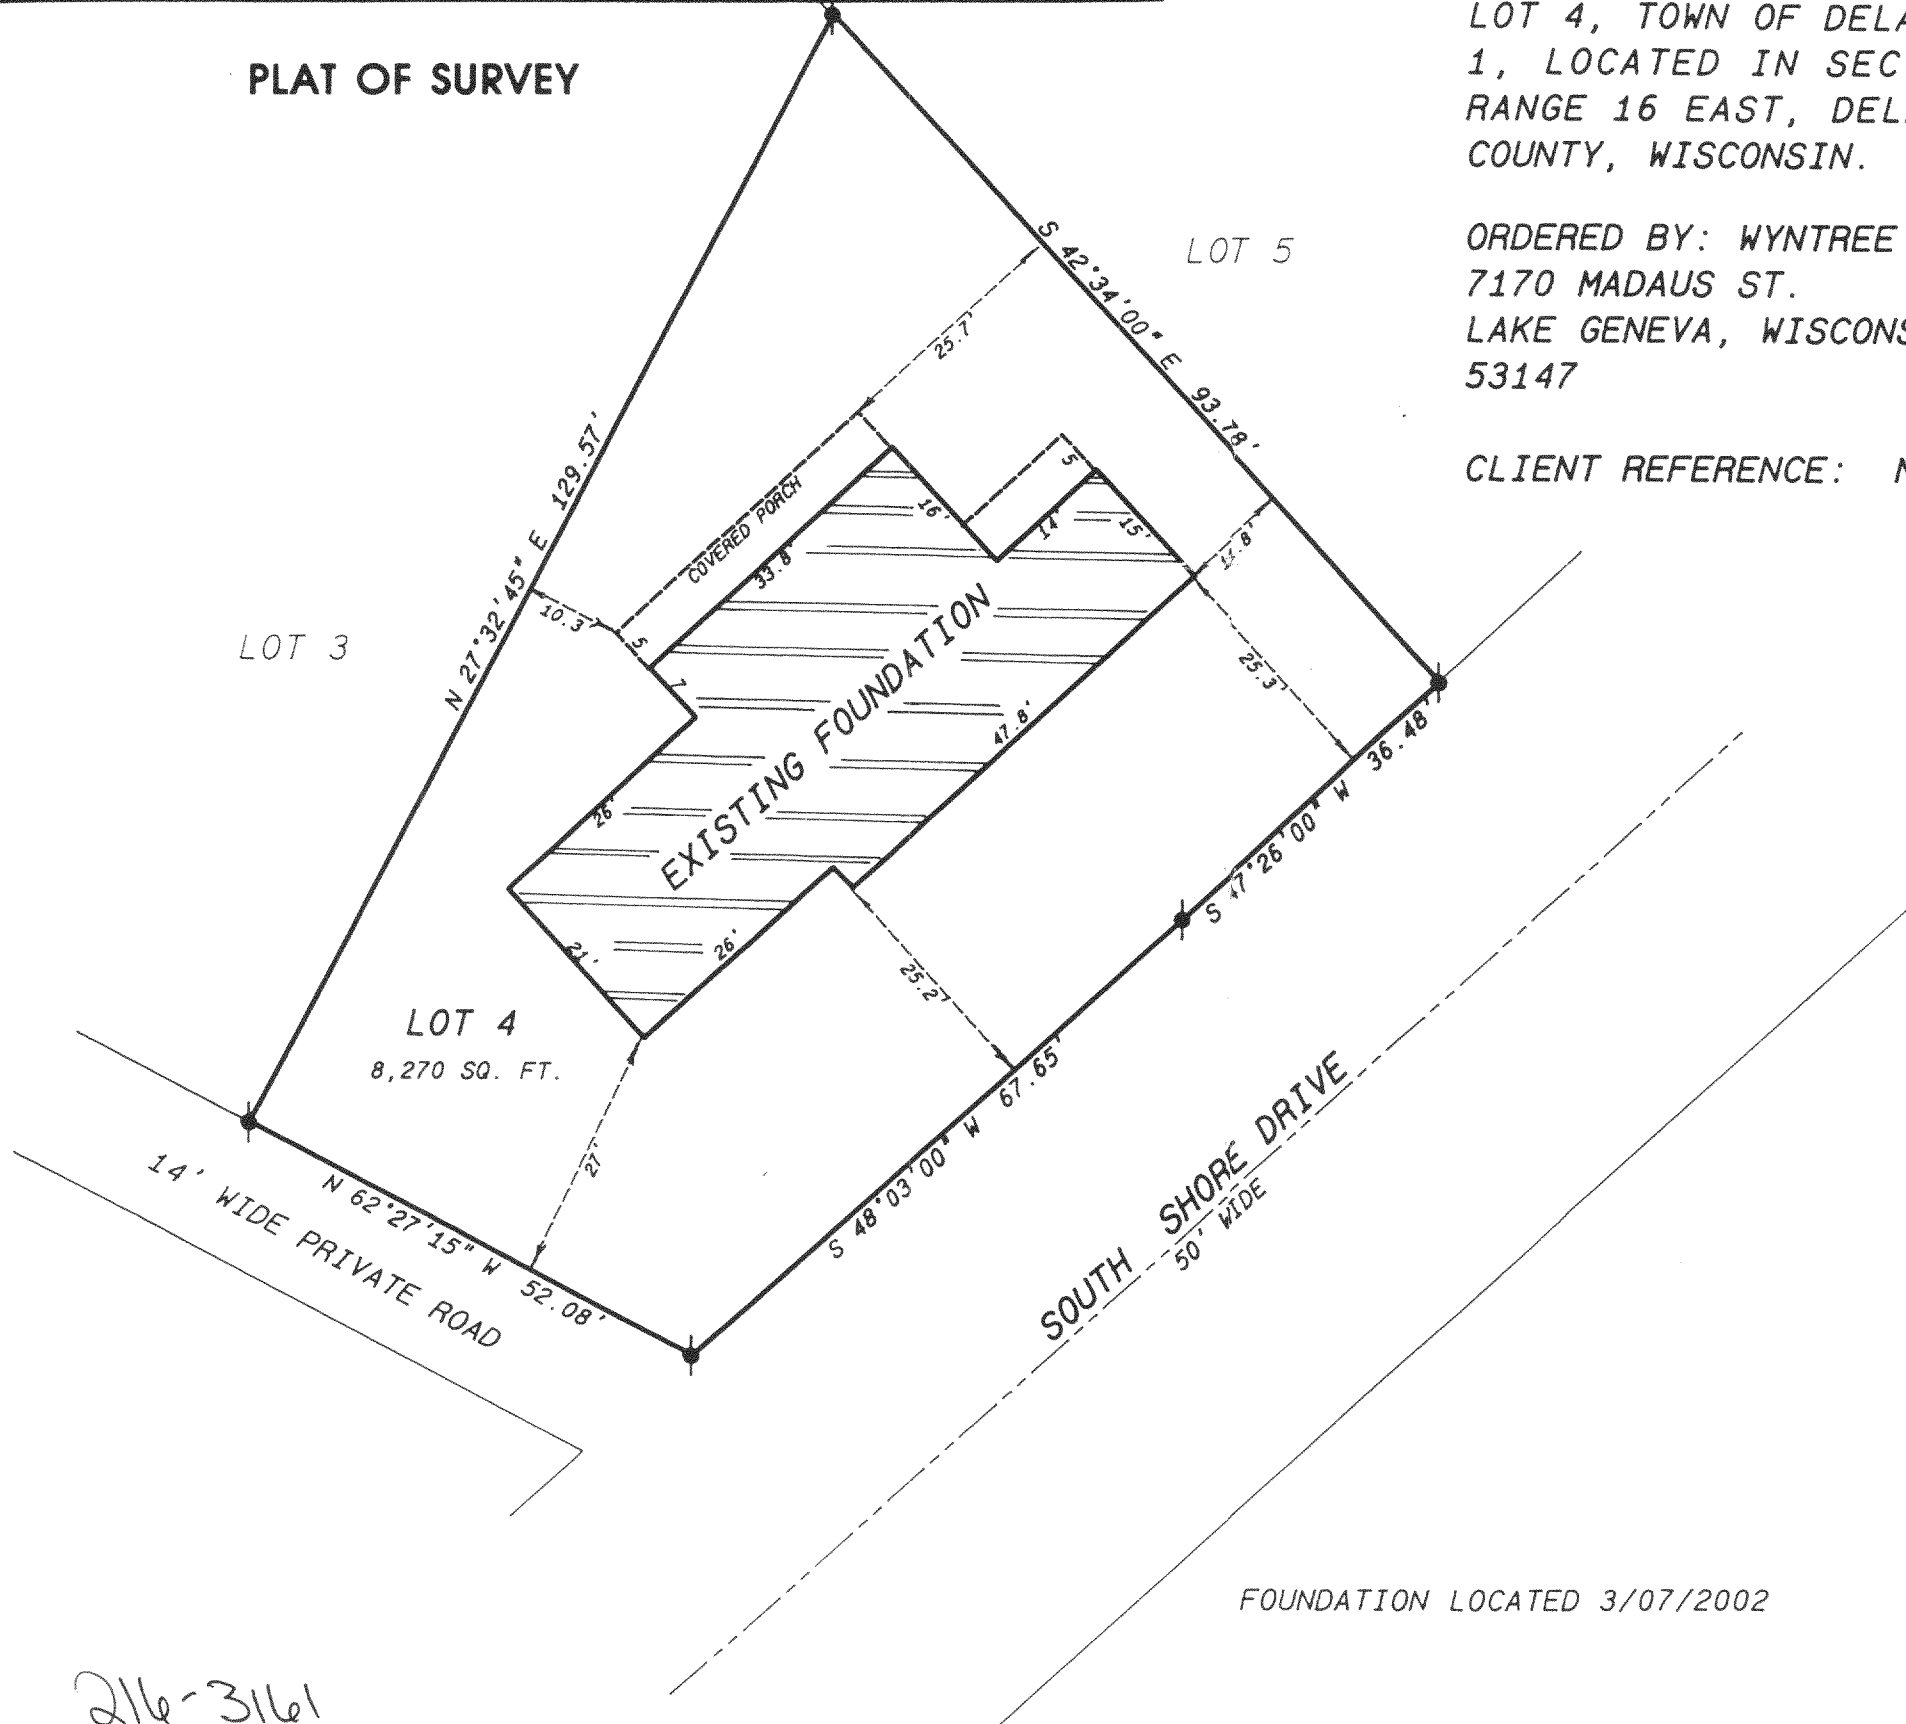 PLAT OF SURVEY
LOT 4, TOWN OF
1, LOCATED IN
RANGE 16 EAST,
COUNTY, WISCONSIN.
ORDERED BY: WYNTREE
7170 MADAUS ST.
LAKE GENEVA,
53147
CLIENT REFERENCE:
LOT 5
S 42°34'00" E 93.78'
25.7'
N 27°32'45" E 129.57'
LOT 3
10.3'
COVERED PORCH
33.8'
5
7
16'
5
14'
15'
25.3'
47.8'
EXISTING FOUNDATION
26'
21'
26'
25.2'
LOT 4
8,270 SQ. FT.
27'
S 47°26'00" W 36.48'
S 48°03'00" W 67.65'
N 62°27'15" W 52.08'
14' WIDE PRIVATE ROAD
SOUTH SHORE DRIVE
50' WIDE
FOUNDATION LOCATED 3/07/2002
216-3161